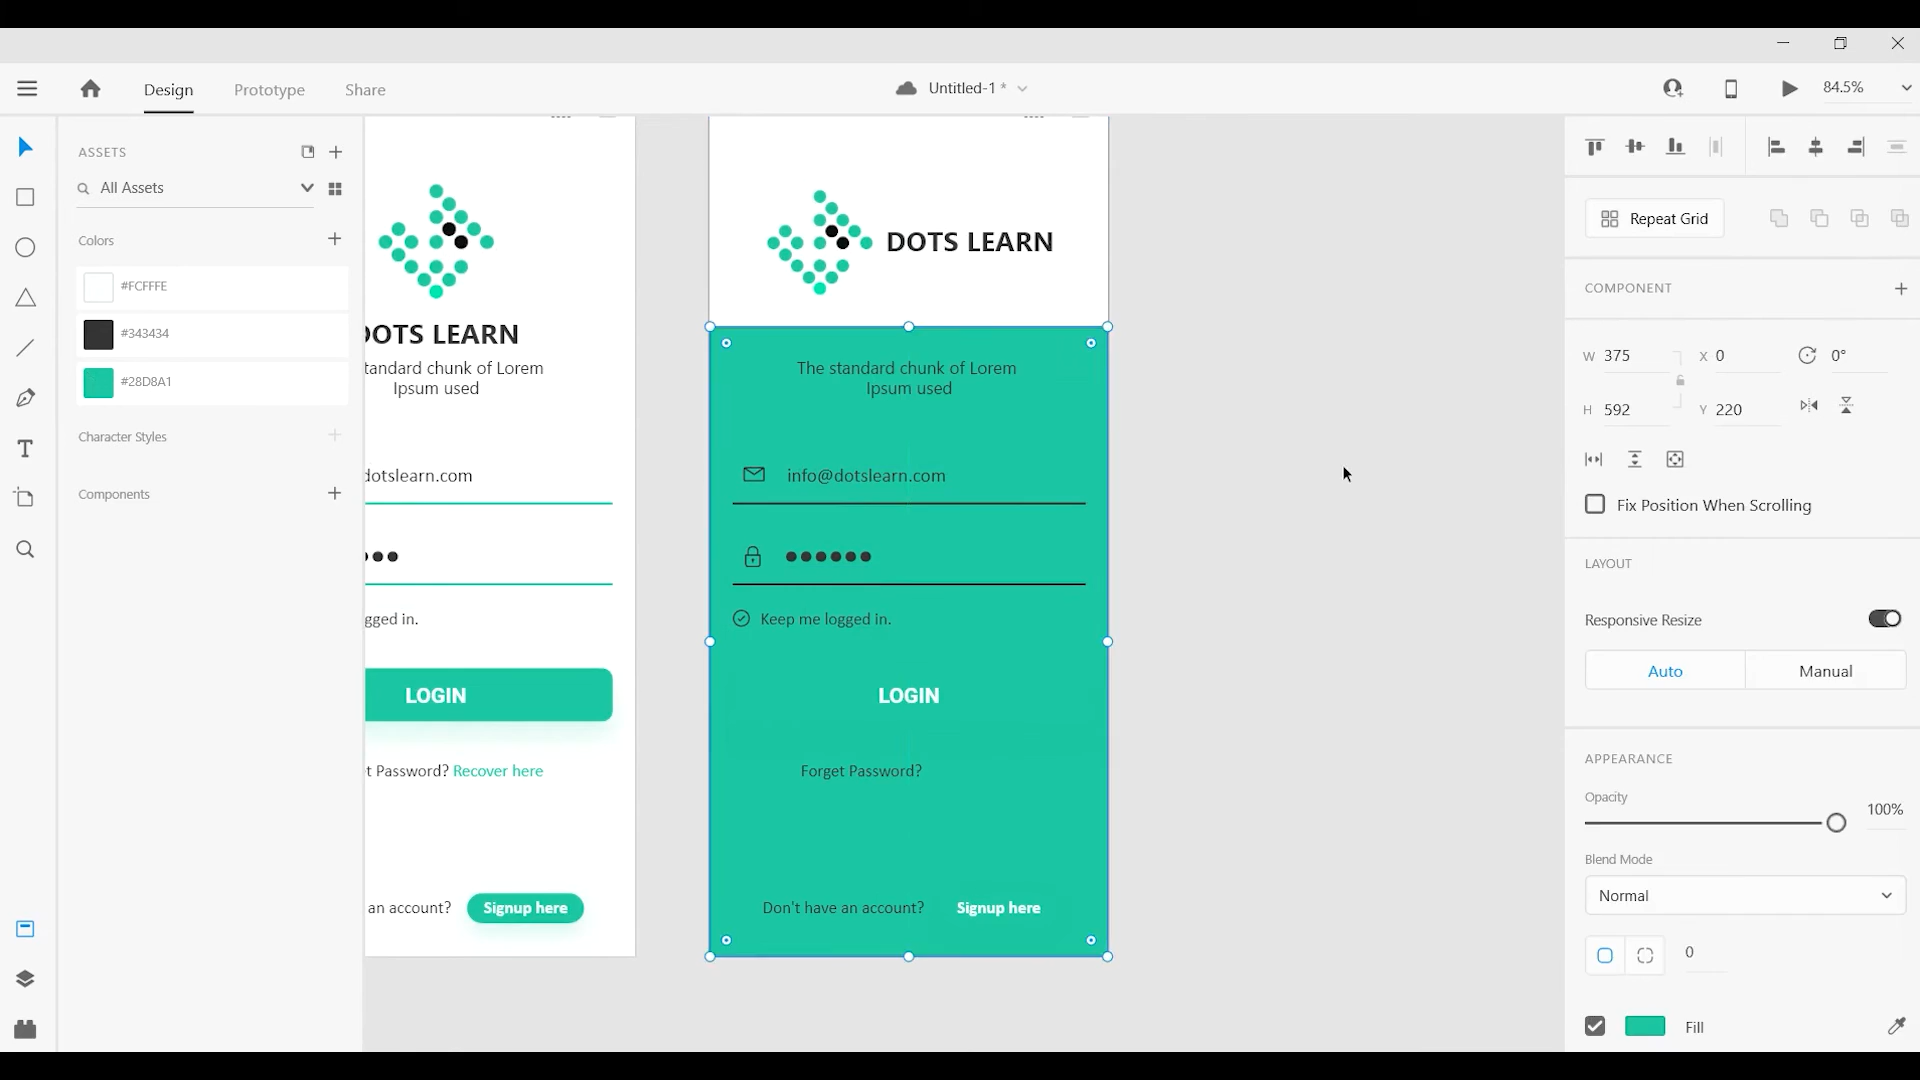 Design
Prototype
Share
Untitled-1 *
84.5%
ASSETS
All Assets
Colors
#FCFFFE
#343434
#28D8A1
Character Styles
Components
DOTS LEARN
tandard chunk of Lorem
Ipsum used
dotslearn.com
gged in.
LOGIN
t Password? Recover here
an account?
Signup here
DOTS LEARN
The standard chunk of Lorem
Ipsum used
info@dotslearn.com
Keep me logged in.
LOGIN
Forget Password?
Don't have an account?
Signup here
Repeat Grid
COMPONENT
W 375
X 0
0°
H 592
Y 220
Fix Position When Scrolling
LAYOUT
Responsive Resize
Auto
Manual
APPEARANCE
Opacity
100%
Blend Mode
Normal
0
Fill